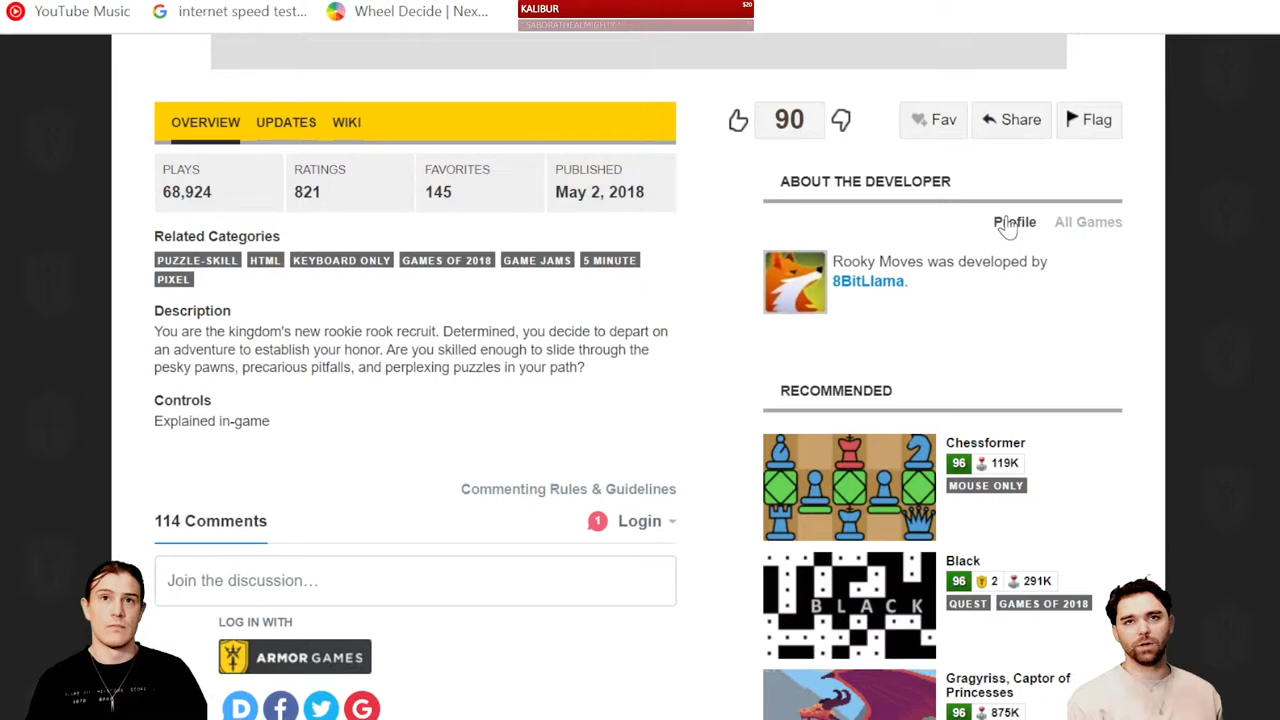 YouTube Music
internet speed test...
Wheel Decide | Nex...
KALIBUR
$20
* SABORATHEALMIGHTY *
OVERVIEW
UPDATES
WIKI
PLAYS
68,924
RATINGS
821
FAVORITES
145
PUBLISHED
May 2, 2018
Related Categories
PUZZLE-SKILL
HTML
KEYBOARD ONLY
GAMES OF 2018
GAME JAMS
5 MINUTE
PIXEL
Description
You are the kingdom's new rookie rook recruit. Determined, you decide to depart on
an adventure to establish your honor. Are you skilled enough to slide through the
pesky pawns, precarious pitfalls, and perplexing puzzles in your path?
Controls
Explained in-game
Commenting Rules & Guidelines
114 Comments
1
Login
Join the discussion...
LOG IN WITH
ARMOR GAMES
90
Fav
Share
Flag
ABOUT THE DEVELOPER
Profile
All Games
Rooky Moves was developed by
8BitLlama.
RECOMMENDED
Chessformer
96
119K
MOUSE ONLY
BLACK
Black
96
2
291K
QUEST
GAMES OF 2018
Gragyriss, Captor of
Princesses
96
875K